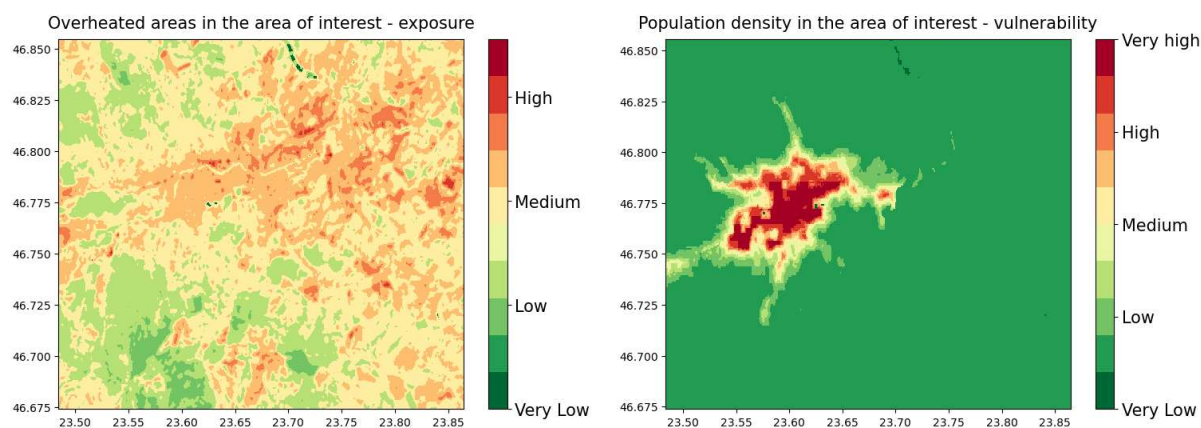 Overheated areas in the area of interest - exposure
46.850
46.825
46.800
46.775
46.750
46.725
46.700
46.675
23.50 23.55 23.60 23.65 23.70 23.75 23.80 23.85
High
Medium
Low
Very Low
Population density in the area of interest - vulnerability
46.850
46.825
46.800
46.775
46.750
46.725
46.700
46.675
23.50 23.55 23.60 23.65 23.70 23.75 23.80 23.85
Very high
High
Medium
Low
Very Low